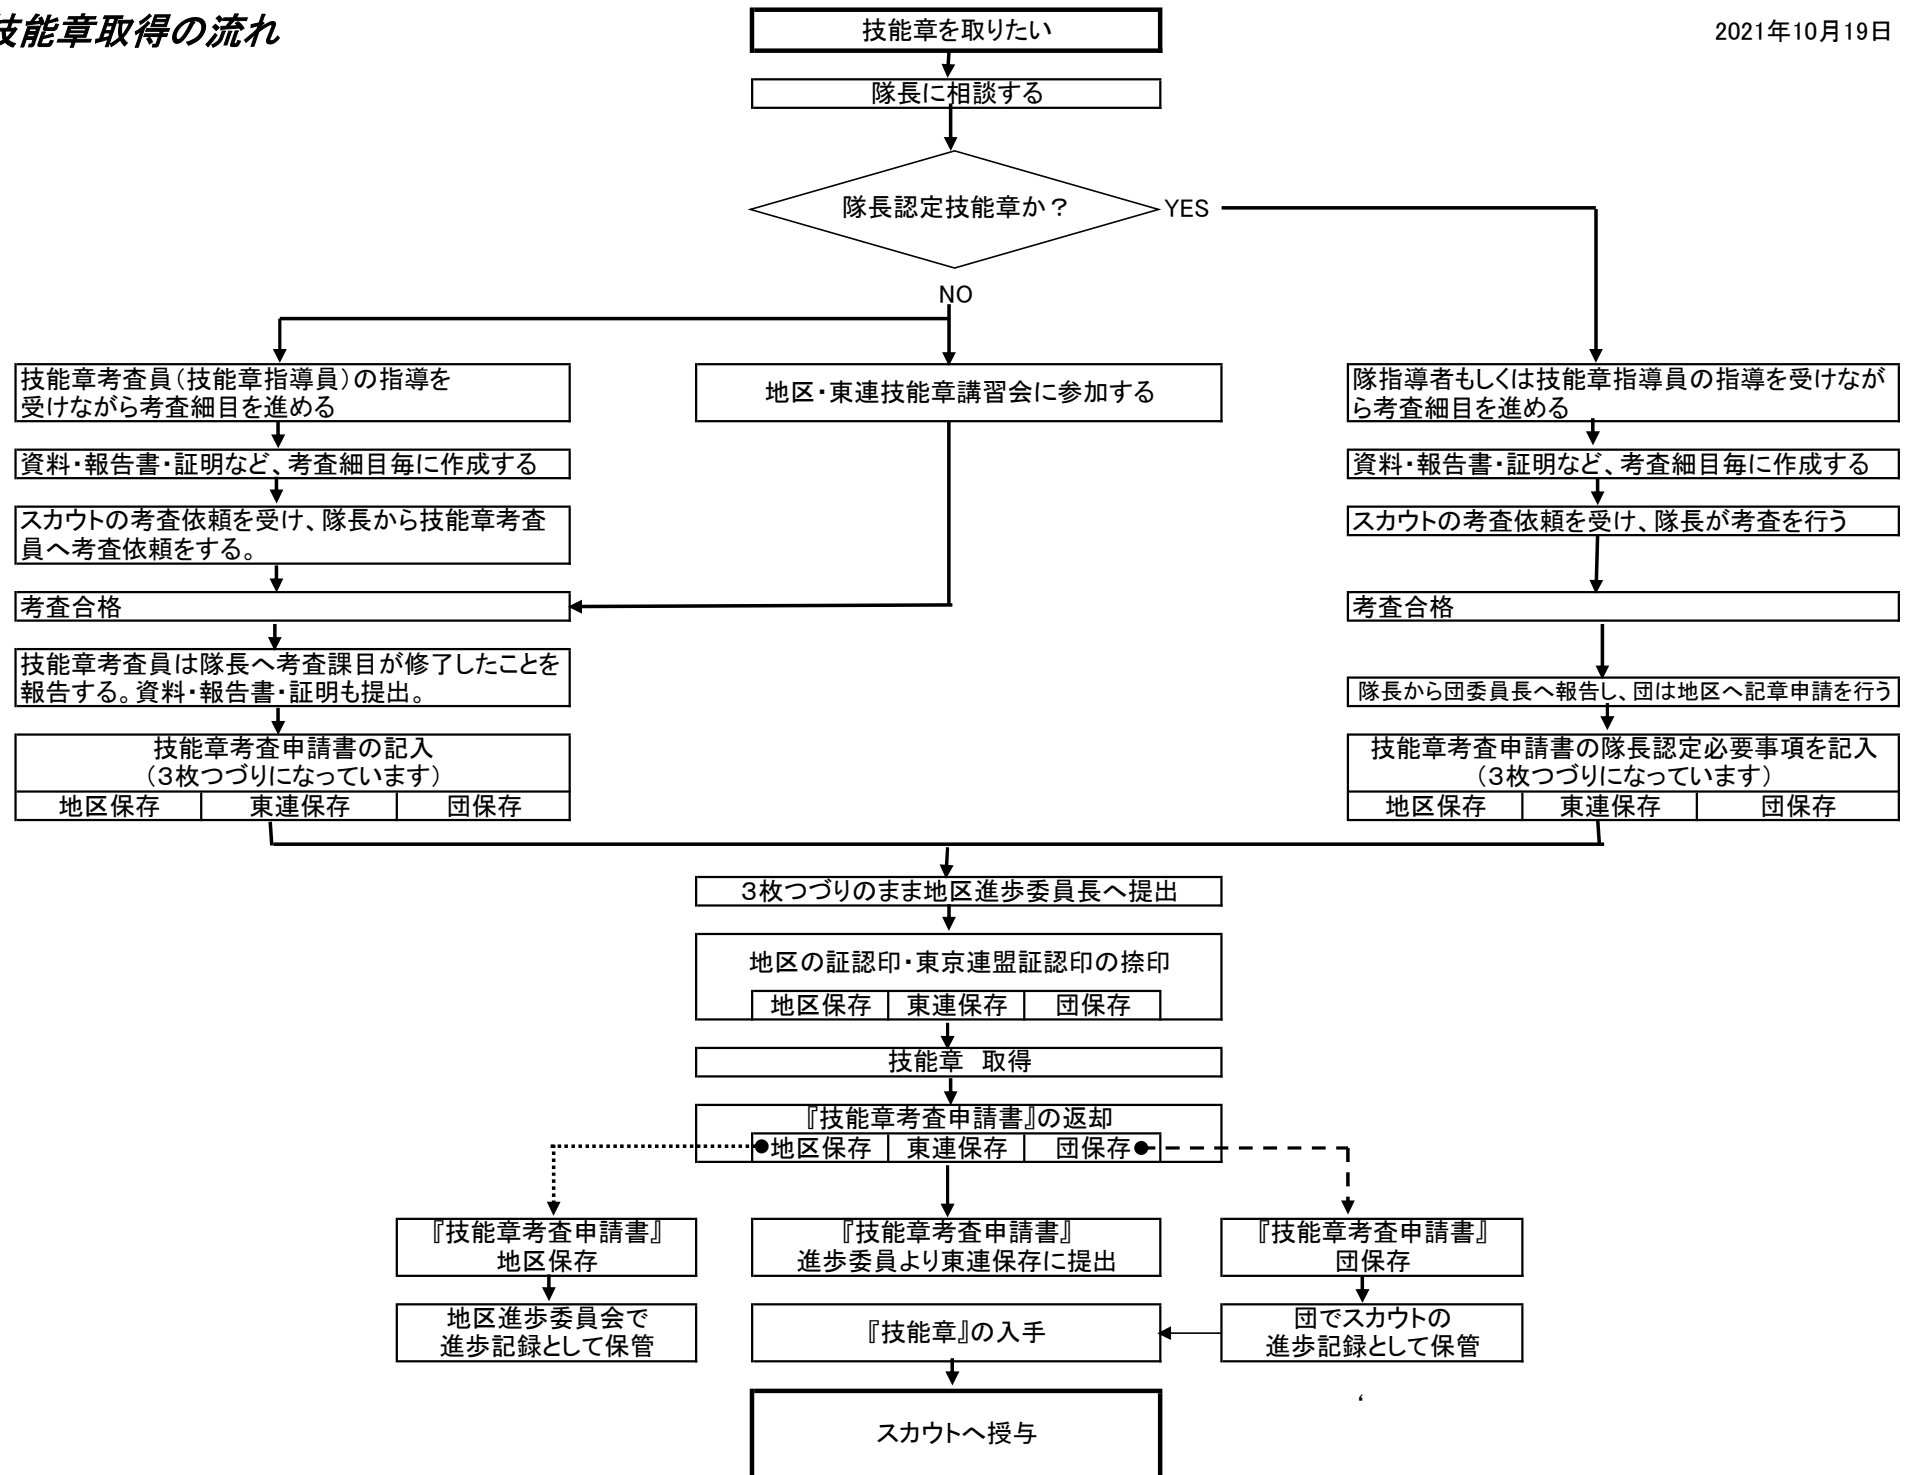 技能章取得の流れ
2021年10月19日
技能章を取りたい
隊長に相談する
隊長認定技能章か？
YES
NO
技能章考査員（技能章指導員）の指導を
受けながら考査細目を進める
資料・報告書・証明など、考査細目毎に作成する
スカウトの考査依頼を受け、隊長から技能章考査
員へ考査依頼をする。
考査合格
技能章考査員は隊長へ考査課目が修了したことを
報告する。資料・報告書・証明も提出。
技能章考査申請書の記入
（３枚つづりになっています）
地区保存 東連保存 団保存
地区・東連技能章講習会に参加する
隊指導者もしくは技能章指導員の指導を受けなが
ら考査細目を進める
資料・報告書・証明など、考査細目毎に作成する
スカウトの考査依頼を受け、隊長が考査を行う
考査合格
隊長から団委員長へ報告し、団は地区へ記章申請を行う
技能章考査申請書の隊長認定必要事項を記入
（３枚つづりになっています）
地区保存 東連保存 団保存
３枚つづりのまま地区進歩委員長へ提出
地区の証認印・東京連盟証認印の捺印
地区保存 東連保存 団保存
技能章　取得
『技能章考査申請書』の返却
地区保存 東連保存 団保存
『技能章考査申請書』
地区保存
地区進歩委員会で
進歩記録として保管
『技能章考査申請書』
進歩委員より東連保存に提出
『技能章考査申請書』
団保存
団でスカウトの
進歩記録として保管
『技能章』の入手
スカウトへ授与
‘